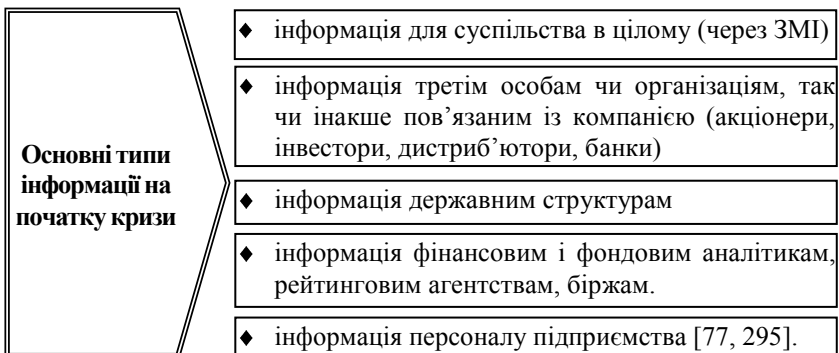 Основні типи
інформації на
початку кризи
♦ інформація для суспільства в цілому (через ЗМІ)
♦ інформація третім особам чи організаціям, так
чи інакше пов’язаним із компанією (акціонери,
інвестори, дистриб’ютори, банки)
♦ інформація державним структурам
♦ інформація фінансовим і фондовим аналітикам,
рейтинговим агентствам, біржам.
♦ інформація персоналу підприємства [77, 295].